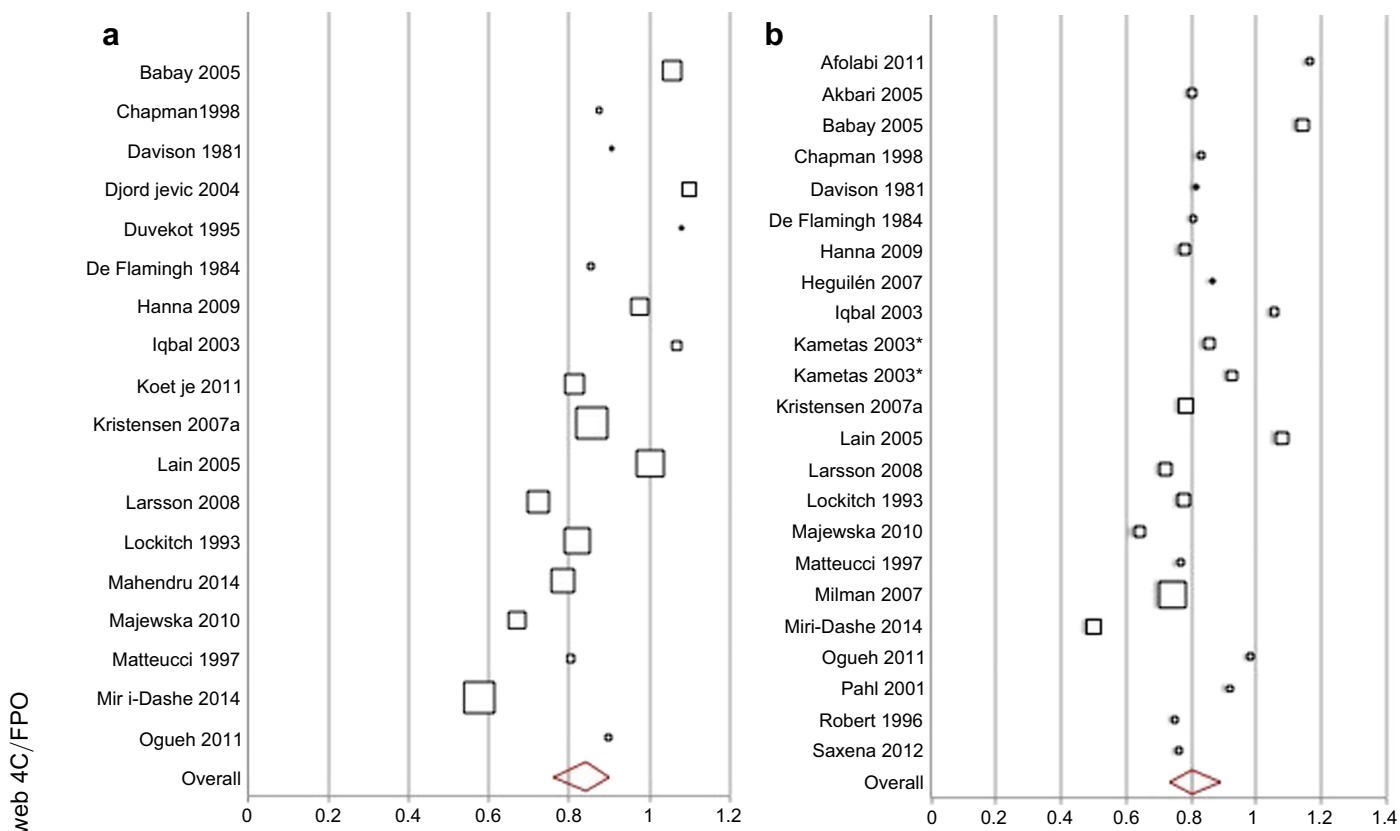 a
Babay 2005
Chapman1998
Davison 1981
Djord jevic 2004
Duvekot 1995
De Flamingh 1984
Hanna 2009
Iqbal 2003
Koet je 2011
Kristensen 2007a
Lain 2005
Larsson 2008
Lockitch 1993
Mahendru 2014
Majewska 2010
Matteucci 1997
Mir i-Dashe 2014
Ogueh 2011
Overall
0 0.2 0.4 0.6 0.8 1 1.2
b
Afolabi 2011
Akbari 2005
Babay 2005
Chapman 1998
Davison 1981
De Flamingh 1984
Hanna 2009
Heguilén 2007
Iqbal 2003
Kametas 2003*
Kametas 2003*
Kristensen 2007a
Lain 2005
Larsson 2008
Lockitch 1993
Majewska 2010
Matteucci 1997
Milman 2007
Miri-Dashe 2014
Ogueh 2011
Pahl 2001
Robert 1996
Saxena 2012
Overall
0 0.2 0.4 0.6 0.8 1 1.2 1.4
web 4C/FPO